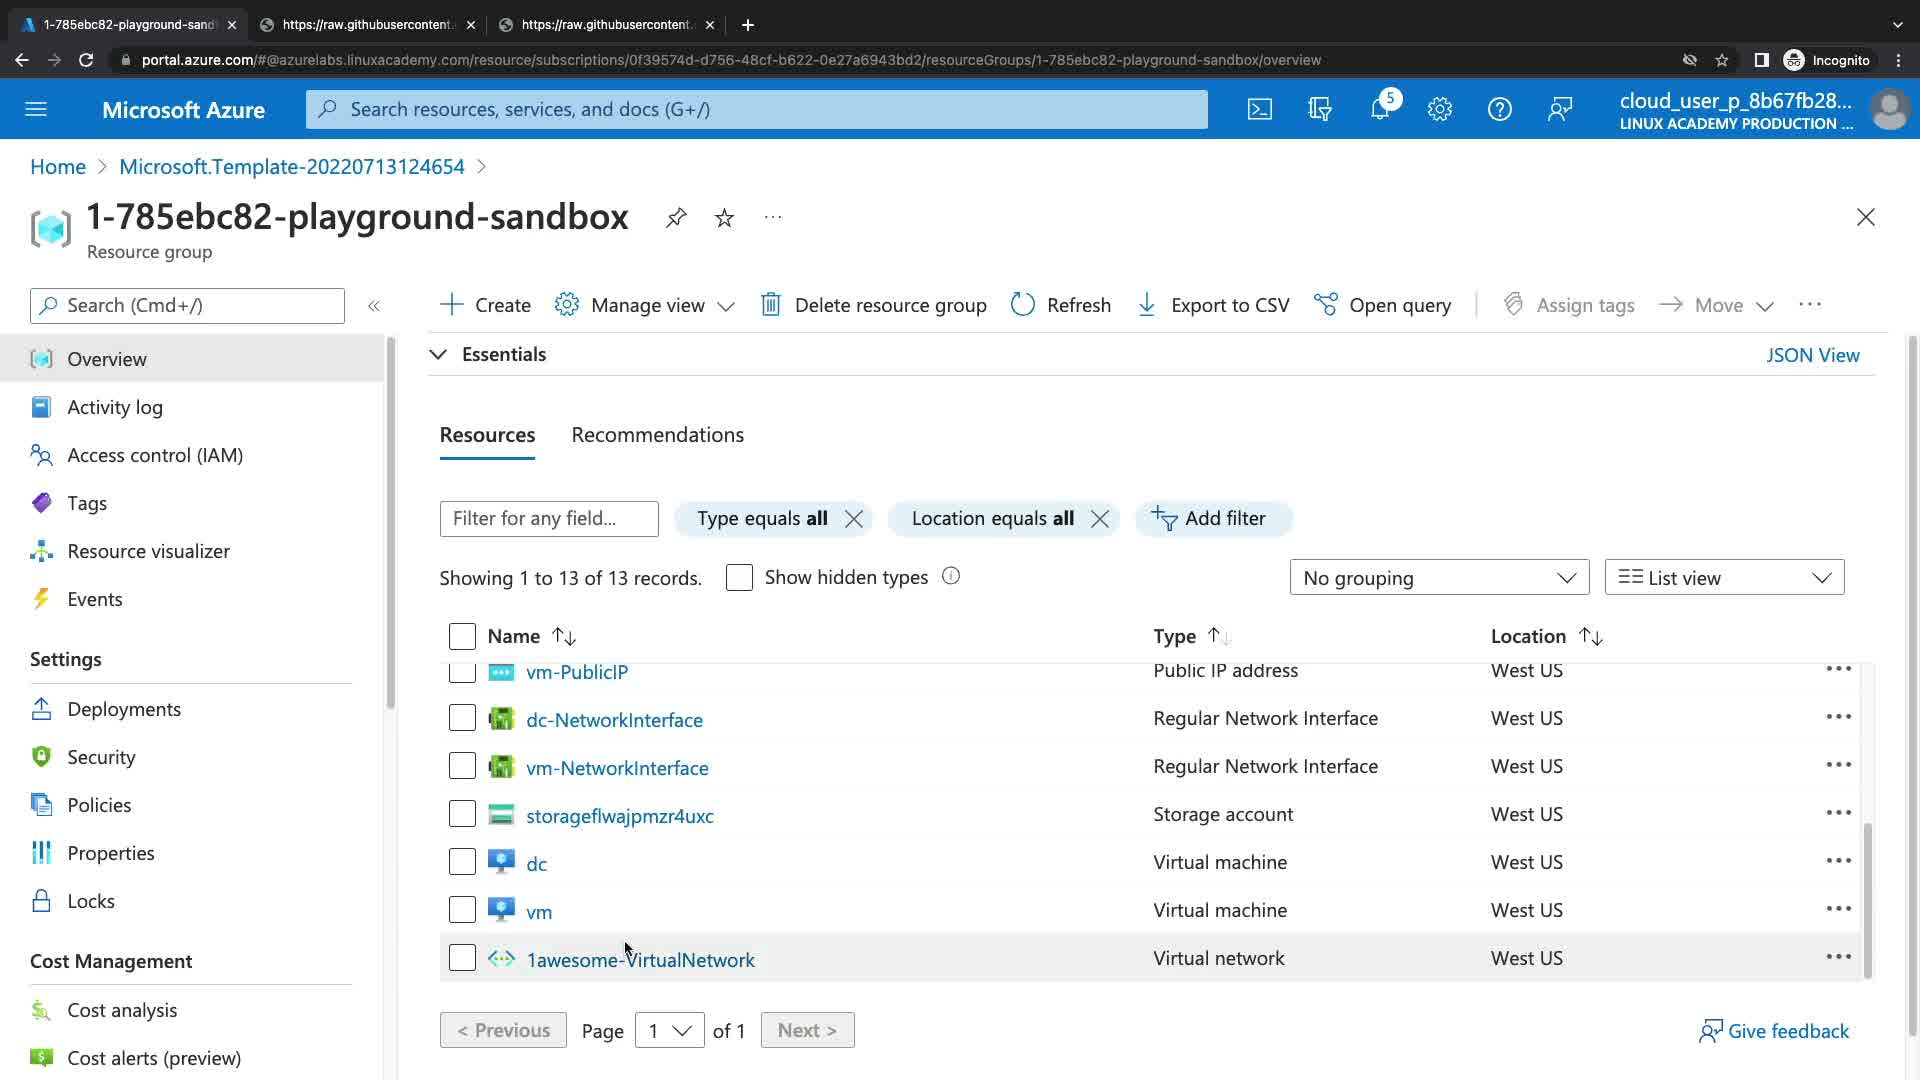 1-785ebc82-playground-sand
https://raw.githubusercontent.
https://raw.githubusercontent.
portal.azure.com/#@azurelabs.linuxacademy.com/resource/subscriptions/0f39574d-d756-48cf-b622-0e27a6943bd2/resourceGroups/1-785ebc82-playground-sandbox/overview
Incognito
Microsoft Azure
Search resources, services, and docs (G+/)
5
cloud_user_p_8b67fb28...
LINUX ACADEMY PRODUCTION ...
Home > Microsoft.Template-20220713124654 >
1-785ebc82-playground-sandbox
Resource group
Search (Cmd+/)
«
Create
Manage view
Delete resource group
Refresh
Export to CSV
Open query
Assign tags
Move
Overview
Activity log
Access control (IAM)
Tags
Resource visualizer
Events
Settings
Deployments
Security
Policies
Properties
Locks
Cost Management
Cost analysis
Cost alerts (preview)
Essentials
JSON View
Resources
Recommendations
Filter for any field...
Type equals all
Location equals all
Add filter
Showing 1 to 13 of 13 records.
Show hidden types
No grouping
List view
Name Type Location
vm-PublicIP Public IP address West US
dc-NetworkInterface Regular Network Interface West US
vm-NetworkInterface Regular Network Interface West US
storageflwajpmzr4uxc Storage account West US
dc Virtual machine West US
vm Virtual machine West US
1awesome-VirtualNetwork Virtual network West US
< Previous Page 1 of 1 Next >
Give feedback